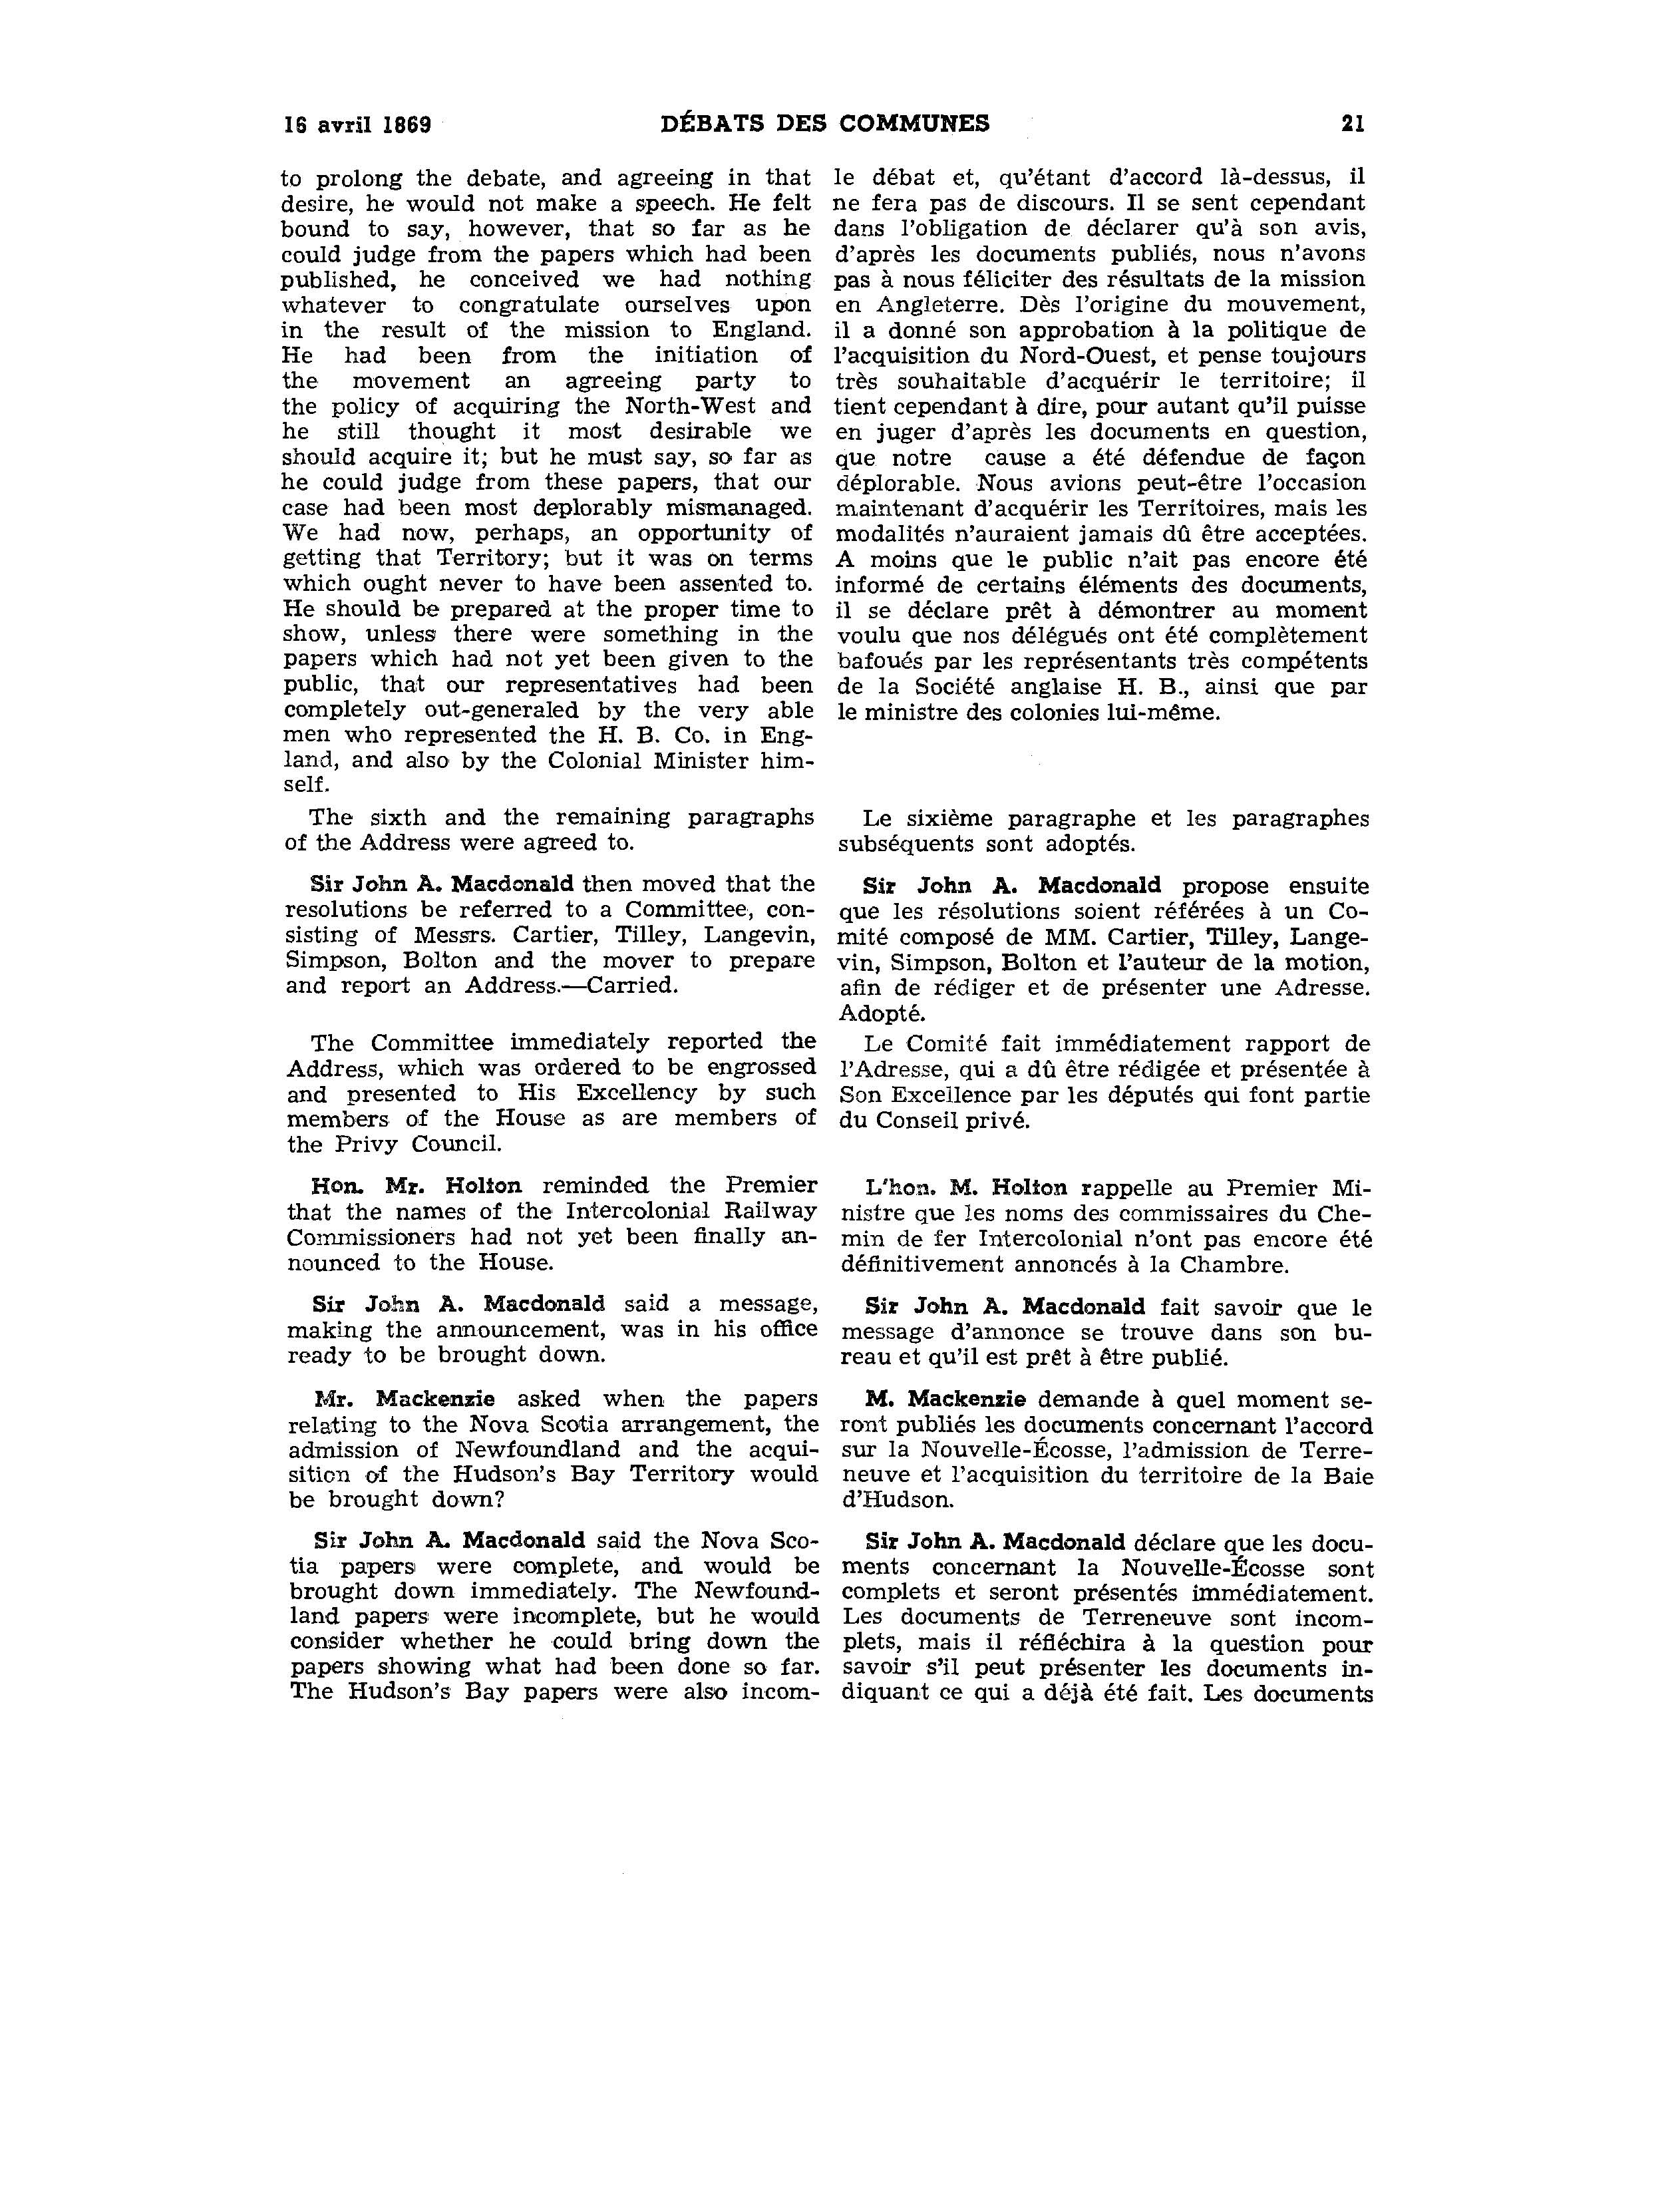 16 avril 1869
DÉBATS DES COMMUNES
21
to prolong the debate, and agreeing in that
desire, he would not make a speech. He felt
bound to say, however, that so far as he
could judge from the papers which had been
published, he conceived we had nothing
whatever to congratulate ourselves upon
in the result of the mission to England.
He had been from the initiation of
the movement an agreeing party to
the policy of acquiring the North-West and
he still thought it most desirable we
should acquire it; but he must say, so far as
he could judge from these papers, that our
case had been most deplorably mismanaged.
We had now, perhaps, an opportunity of
getting that Territory; but it was on terms
which ought never to have been assented to.
He should be prepared at the proper time to
show, unless there were something in the
papers which had not yet been given to the
public, that our representatives had been
completely out-generaled by the very able
men who represented the H. B. Co. in Eng-
land, and also by the Colonial Minister him-
self.
The sixth and the remaining paragraphs
of the Address were agreed to.
Sir John A. Macdonald then moved that the
resolutions be referred to a Committee, con-
sisting of Messrs. Cartier, Tilley, Langevin,
Simpson, Bolton and the mover to prepare
and report an Address.—Carried.
The Committee immediately reported the
Address, which was ordered to be engrossed
and presented to His Excellency by such
members of the House as are members of
the Privy Council.
Hon. Mr. Holton reminded the Premier
that the names of the Intercolonial Railway
Commissioners had not yet been finally an-
nounced to the House.
Sir John A. Macdonald said a message,
making the announcement, was in his office
ready to be brought down.
Mr. Mackenzie asked when the papers
relating to the Nova Scotia arrangement, the
admission of Newfoundland and the acqui-
sition of the Hudson's Bay Territory would
be brought down?
Sir John A. Macdonald said the Nova Sco-
tia papers were complete, and would be
brought down immediately. The Newfound-
land papers were incomplete, but he would
consider whether he could bring down the
papers showing what had been done so far.
The Hudson's Bay papers were also incom-
le débat et, qu'étant d'accord là-dessus, il
ne fera pas de discours. Il se sent cependant
dans l'obligation de déclarer qu'à son avis,
d'après les documents publiés, nous n'avons
pas à nous féliciter des résultats de la mission
en Angleterre. Dès l'origine du mouvement,
il a donné son approbation à la politique de
l'acquisition du Nord-Ouest, et pense toujours
très souhaitable d'acquérir le territoire; il
tient cependant à dire, pour autant qu'il puisse
en juger d'après les documents en question,
que notre cause a été défendue de façon
déplorable. Nous avions peut-être l'occasion
maintenant d'acquérir les Territoires, mais les
modalités n'auraient jamais dû être acceptées.
A moins que le public n'ait pas encore été
informé de certains éléments des documents,
il se déclare prêt à démontrer au moment
voulu que nos délégués ont été complètement
bafoués par les représentants très compétents
de la Société anglaise H. B., ainsi que par
le ministre des colonies lui-même.
Le sixième paragraphe et les paragraphes
subséquents sont adoptés.
Sir John A. Macdonald propose ensuite
que les résolutions soient référées à un Co-
mité composé de MM. Cartier, Tilley, Lange-
vin, Simpson, Bolton et l'auteur de la motion,
afin de rédiger et de présenter une Adresse.
Adopté.
Le Comité fait immédiatement rapport de
l'Adresse, qui a dû être rédigée et présentée à
Son Excellence par les députés qui font partie
du Conseil privé.
L'hon. M. Holton rappelle au Premier Mi-
nistre que les noms des commissaires du Che-
min de fer Intercolonial n'ont pas encore été
définitivement annoncés à la Chambre.
Sir John A. Macdonald fait savoir que le
message d'annonce se trouve dans son bu-
reau et qu'il est prêt à être publié.
M. Mackenzie demande à quel moment se-
ront publiés les documents concernant l'accord
sur la Nouvelle-Écosse, l'admission de Terre-
neuve et l'acquisition du territoire de la Baie
d'Hudson.
Sir John A. Macdonald déclare que les docu-
ments concernant la Nouvelle-Écosse sont
complets et seront présentés immédiatement.
Les documents de Terreneuve sont incom-
plets, mais il réfléchira à la question pour
savoir s'il peut présenter les documents in-
diquant ce qui a déjà été fait. Les documents